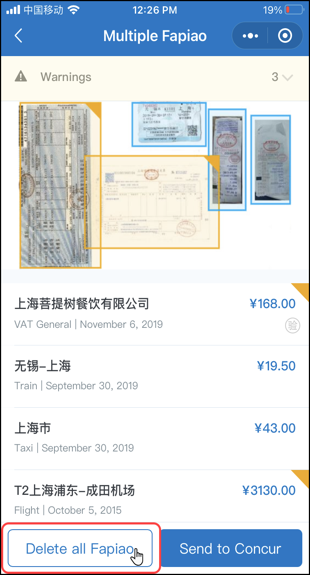 中国移动 12:26 PM 19%
Multiple Fapiao
Warnings 3
上海菩提树餐饮有限公司 ¥168.00
VAT General | November 6, 2019
无锡-上海 ¥19.50
Train | September 30, 2019
上海市 ¥43.00
Taxi | September 30, 2019
T2上海浦东-成田机场 ¥3130.00
Flight | October 5, 2015
Delete all Fapiao Send to Concur